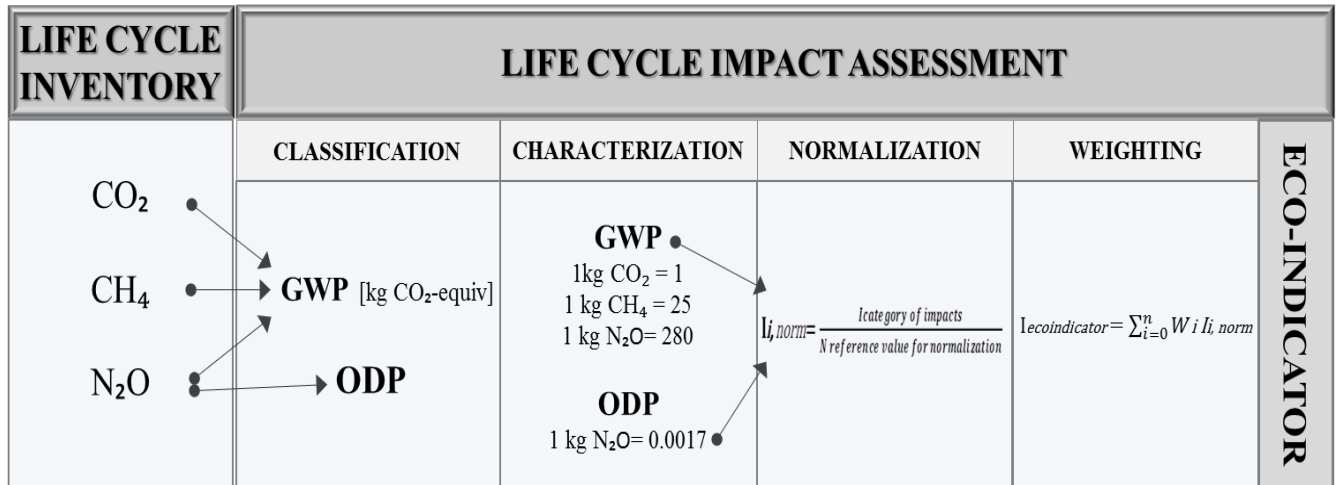 LIFE CYCLE
INVENTORY
LIFE CYCLE IMPACT ASSESSMENT
CLASSIFICATION
CHARACTERIZATION
NORMALIZATION
WEIGHTING
CO₂
CH₄
N₂O
GWP [kg CO₂-equiv]
ODP
GWP
1kg CO₂ = 1
1 kg CH₄ = 25
1 kg N₂O= 280
ODP
1 kg N₂O= 0.0017
Ii, norm= Icategory of impacts / N reference value for normalization
Iecoindicator= ∑ⁿᵢ₌₀ W i Ii, norm
ECO-INDICATOR